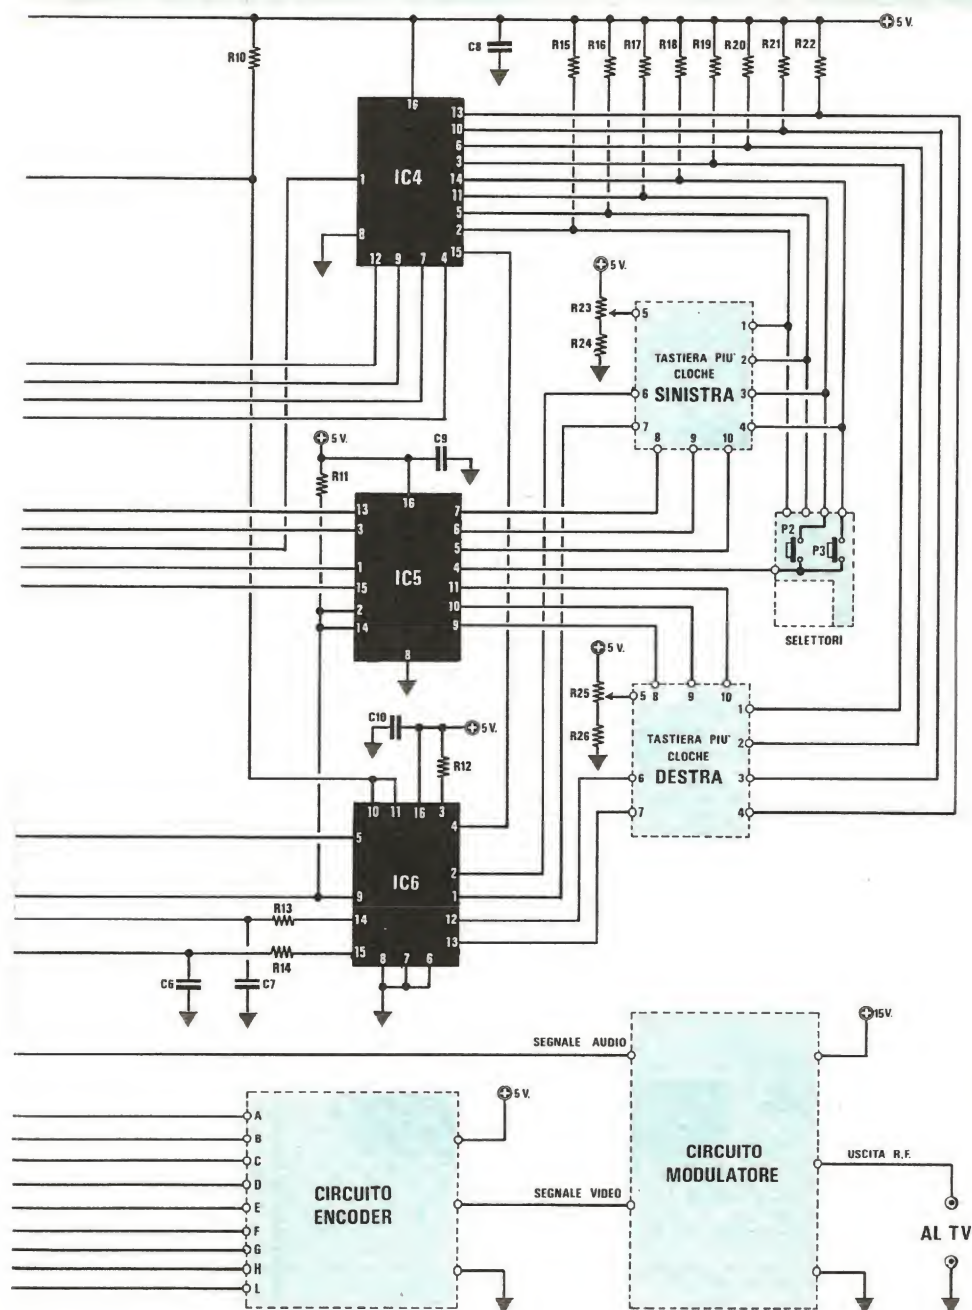 5 V.
R10
C8
R15 R16 R17 R18 R19 R20 R21 R22
16
13
10
6
3
14
11
5
2
15
IC4
1
8
12 9 7 4
5 V.
R23
R24
5
1
2
3
4
6
7
8 9 10
TASTIERA PIU'
CLOCHE
SINISTRA
5 V.
C9
R11
16
13
3
1
15
2
14
IC5
7
6
5
4
11
10
9
8
P2 P3
SELETTORI
5 V.
R25
R26
5 8 9 10
1
2
3
4
6
7
TASTIERA PIU'
CLOCHE
DESTRA
C10
5 V.
R12
10 11 16 3
5
9
14
15
IC6
4
2
1
12
13
8 7 6
R13
R14
C6 C7
SEGNALE AUDIO
15 V.
5 V.
A
B
C
D
E
F
G
H
L
CIRCUITO
ENCODER
SEGNALE VIDEO
CIRCUITO
MODULATORE
USCITA R.F.
AL TV